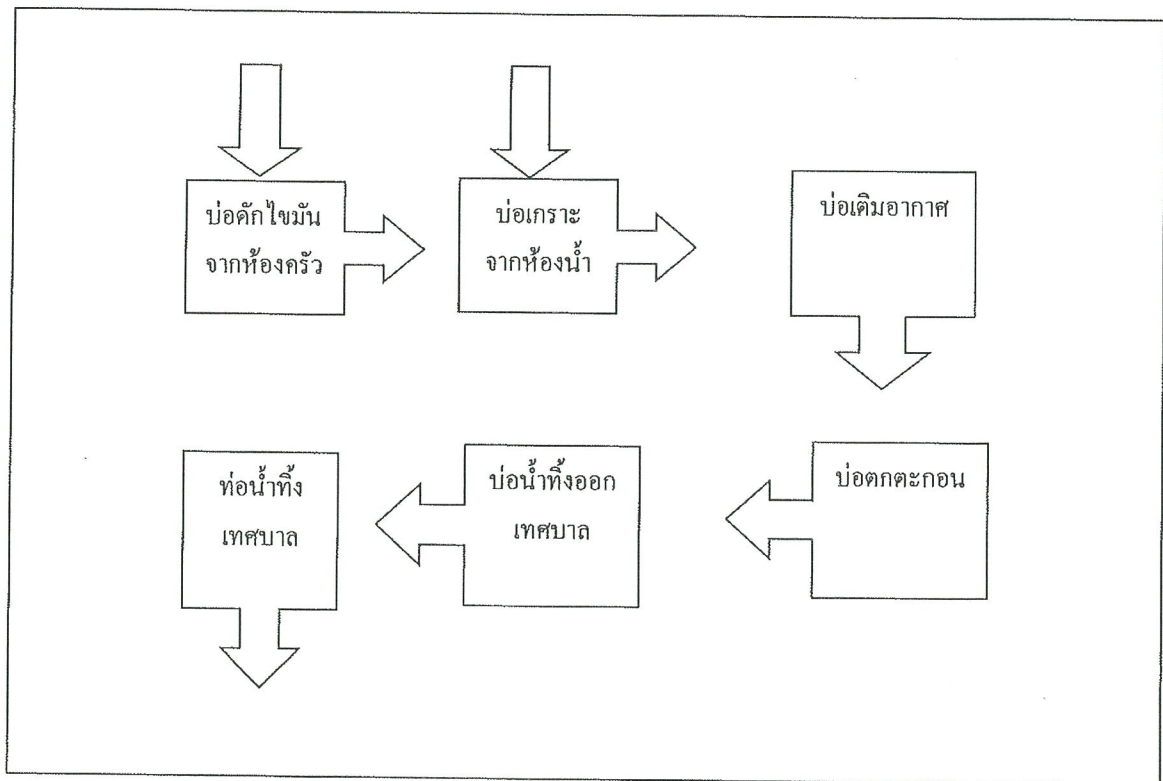 บ่อดักไขมัน
จากห้องครัว
บ่อเกราะ
จากห้องน้ำ
บ่อเติมอากาศ
บ่อตกตะกอน
บ่อน้ำทิ้งออก
เทศบาล
ท่อน้ำทิ้ง
เทศบาล